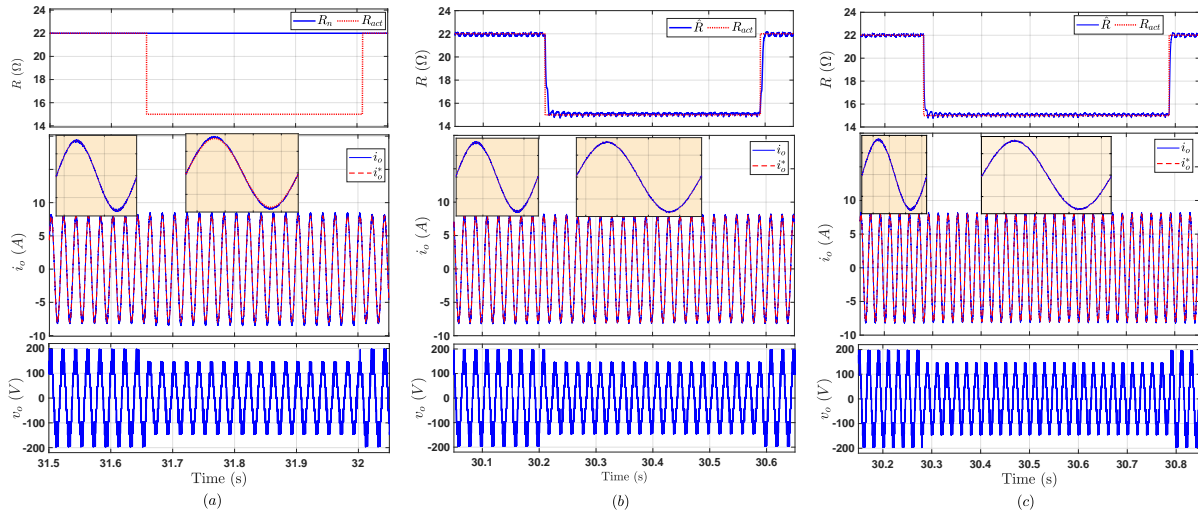 24
22
20
18
16
14
R (Ω)
R_n R_act
10
5
0
-5
-10
i_o (A)
i_o
i_o^*
200
100
0
-100
-200
v_o (V)
31.5 31.6 31.7 31.8 31.9 32
Time (s)
(a)
24
22
20
18
16
14
R (Ω)
R̂ R_act
10
5
0
-5
-10
i_o (A)
i_o
i_o^*
200
100
0
-100
-200
v_o (V)
30.1 30.2 30.3 30.4 30.5 30.6
Time (s)
(b)
24
22
20
18
16
14
R (Ω)
R̂ R_act
10
5
0
-5
-10
i_o (A)
i_o
i_o^*
200
100
0
-100
-200
v_o (V)
30.2 30.3 30.4 30.5 30.6 30.7 30.8
Time (s)
(c)